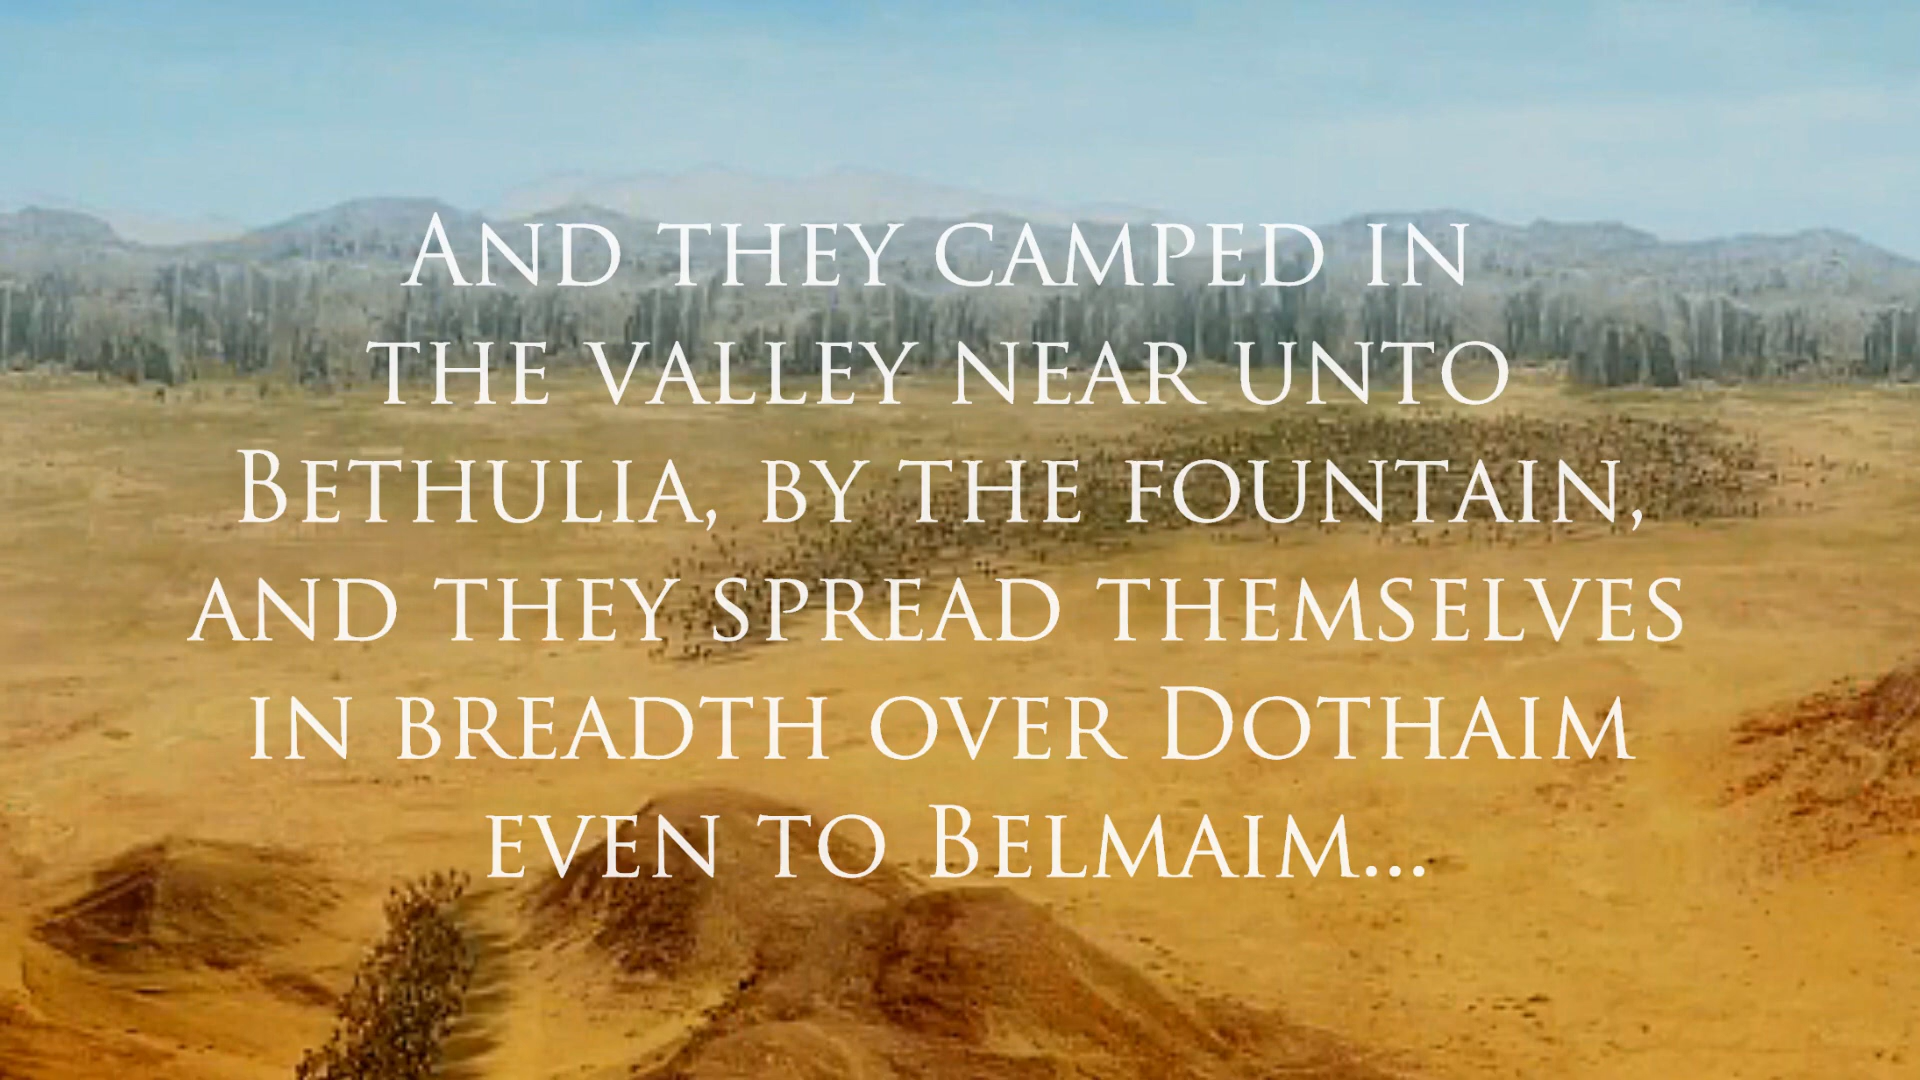 And they camped in
the valley near unto
Bethulia, by the fountain,
and they spread themselves
in breadth over Dothaim
even to Belmaim...